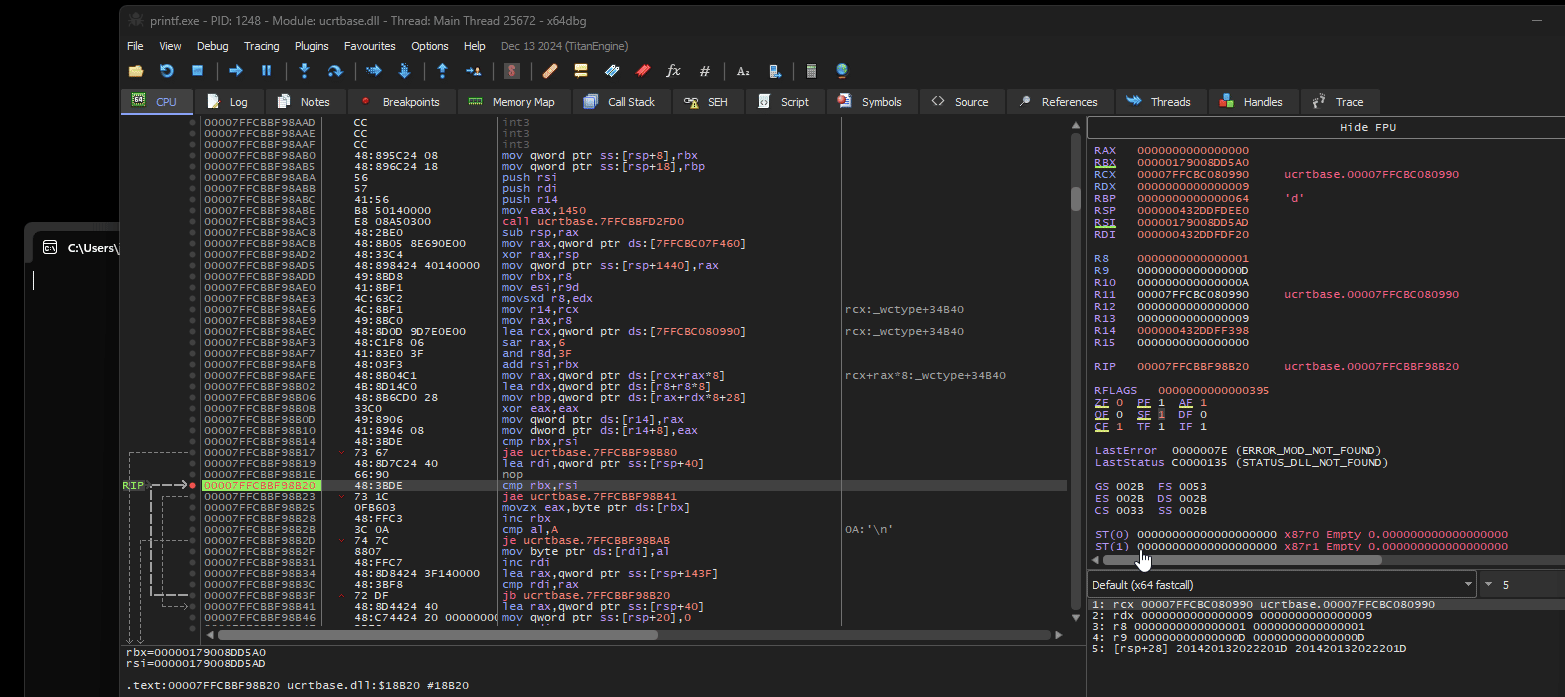 printf.exe - PID: 1248 - Module: ucrtbase.dll - Thread: Main Thread 25672 - x64dbg
File View Debug Tracing Plugins Favourites Options Help Dec 13 2024 (TitanEngine)
CPU Log Notes Breakpoints Memory Map Call Stack SEH Script Symbols Source References Threads Handles Trace
C:\Users\
00007FFCBBF98AAD CC int3
00007FFCBBF98AAE CC int3
00007FFCBBF98AAF CC int3
00007FFCBBF98AB0 48:895C24 08 mov qword ptr ss:[rsp+8],rbx
00007FFCBBF98AB5 48:896C24 18 mov qword ptr ss:[rsp+18],rbp
00007FFCBBF98ABA 56 push rsi
00007FFCBBF98ABB 57 push rdi
00007FFCBBF98ABC 41:56 push r14
00007FFCBBF98ABE B8 50140000 mov eax,1450
00007FFCBBF98AC3 E8 08A50300 call ucrtbase.7FFCBBFD2FD0
00007FFCBBF98AC8 48:2BE0 sub rsp,rax
00007FFCBBF98ACB 48:8B05 8E690E00 mov rax,qword ptr ds:[7FFCBC07F460]
00007FFCBBF98AD2 48:33C4 xor rax,rsp
00007FFCBBF98AD5 48:898424 40140000 mov qword ptr ss:[rsp+1440],rax
00007FFCBBF98ADD 49:8BD8 mov rbx,r8
00007FFCBBF98AE0 41:8BF1 mov esi,r9d
00007FFCBBF98AE3 4C:63C2 movsxd r8,edx
00007FFCBBF98AE6 4C:8BF1 mov r14,rcx rcx:_wctype+34B40
00007FFCBBF98AE9 49:8BC0 mov rax,r8
00007FFCBBF98AEC 48:8D0D 9D7E0E00 lea rcx,qword ptr ds:[7FFCBC080990] rcx:_wctype+34B40
00007FFCBBF98AF3 48:C1F8 06 sar rax,6
00007FFCBBF98AF7 41:83E0 3F and r8d,3F
00007FFCBBF98AFB 48:03F3 add rsi,rbx
00007FFCBBF98AFE 48:8B04C1 mov rax,qword ptr ds:[rcx+rax*8] rcx+rax*8:_wctype+34B40
00007FFCBBF98B02 4B:8D14C0 lea rdx,qword ptr ds:[r8+r8*8]
00007FFCBBF98B06 48:8B6CD0 28 mov rbp,qword ptr ds:[rax+rdx*8+28]
00007FFCBBF98B0B 33C0 xor eax,eax
00007FFCBBF98B0D 49:8906 mov qword ptr ds:[r14],rax
00007FFCBBF98B10 41:8946 08 mov dword ptr ds:[r14+8],eax
00007FFCBBF98B14 48:3BDE cmp rbx,rsi
00007FFCBBF98B17 73 67 jae ucrtbase.7FFCBBF98B80
00007FFCBBF98B19 48:8D7C24 40 lea rdi,qword ptr ss:[rsp+40]
00007FFCBBF98B1E 66:90 nop
RIP 00007FFCBBF98B20 48:3BDE cmp rbx,rsi
00007FFCBBF98B23 73 1C jae ucrtbase.7FFCBBF98B41
00007FFCBBF98B25 0FB603 movzx eax,byte ptr ds:[rbx]
00007FFCBBF98B28 48:FFC3 inc rbx
00007FFCBBF98B2B 3C 0A cmp al,A 0A:'\n'
00007FFCBBF98B2D 74 7C je ucrtbase.7FFCBBF98BAB
00007FFCBBF98B2F 8807 mov byte ptr ds:[rdi],al
00007FFCBBF98B31 48:FFC7 inc rdi
00007FFCBBF98B34 48:8D8424 3F140000 lea rax,qword ptr ss:[rsp+143F]
00007FFCBBF98B3C 48:3BF8 cmp rdi,rax
00007FFCBBF98B3F 72 DF jb ucrtbase.7FFCBBF98B20
00007FFCBBF98B41 48:8D4424 40 lea rax,qword ptr ss:[rsp+40]
00007FFCBBF98B46 48:C74424 20 00000000 mov qword ptr ss:[rsp+20],0
rbx=00000179008DD5A0
rsi=00000179008DD5AD
.text:00007FFCBBF98B20 ucrtbase.dll:$18B20 #18B20
Hide FPU
RAX 0000000000000000
RBX 00000179008DD5A0
RCX 00007FFCBC080990 ucrtbase.00007FFCBC080990
RDX 0000000000000009
RBP 0000000000000064 'd'
RSP 000000432DDFDEE0
RSI 00000179008DD5AD
RDI 000000432DDFDF20
R8 0000000000000001
R9 000000000000000D
R10 000000000000000A
R11 00007FFCBC080990 ucrtbase.00007FFCBC080990
R12 0000000000000000
R13 0000000000000009
R14 000000432DDFF398
R15 0000000000000000
RIP 00007FFCBBF98B20 ucrtbase.00007FFCBBF98B20
RFLAGS 0000000000000395
ZF 0 PF 1 AF 1
OF 0 SF 1 DF 0
CF 1 TF 1 IF 1
LastError 0000007E (ERROR_MOD_NOT_FOUND)
LastStatus C0000135 (STATUS_DLL_NOT_FOUND)
GS 002B FS 0053
ES 002B DS 002B
CS 0033 SS 002B
ST(0) 00000000000000000000 x87r0 Empty 0.000000000000000000
ST(1) 00000000000000000000 x87r1 Empty 0.000000000000000000
Default (x64 fastcall) 5
1: rcx 00007FFCBC080990 ucrtbase.00007FFCBC080990
2: rdx 0000000000000009 0000000000000009
3: r8 0000000000000001 0000000000000001
4: r9 000000000000000D 000000000000000D
5: [rsp+28] 201420132022201D 201420132022201D